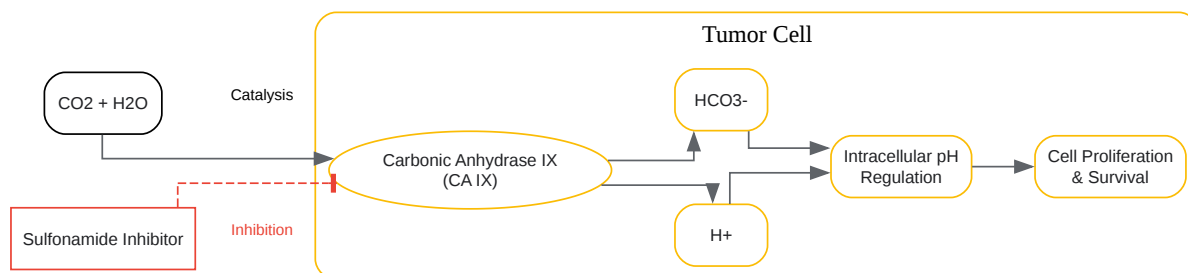 Tumor Cell
CO2 + H2O
Catalysis
HCO3-
Carbonic Anhydrase IX
(CA IX)
Intracellular pH
Regulation
Cell Proliferation
& Survival
Sulfonamide Inhibitor
Inhibition
H+